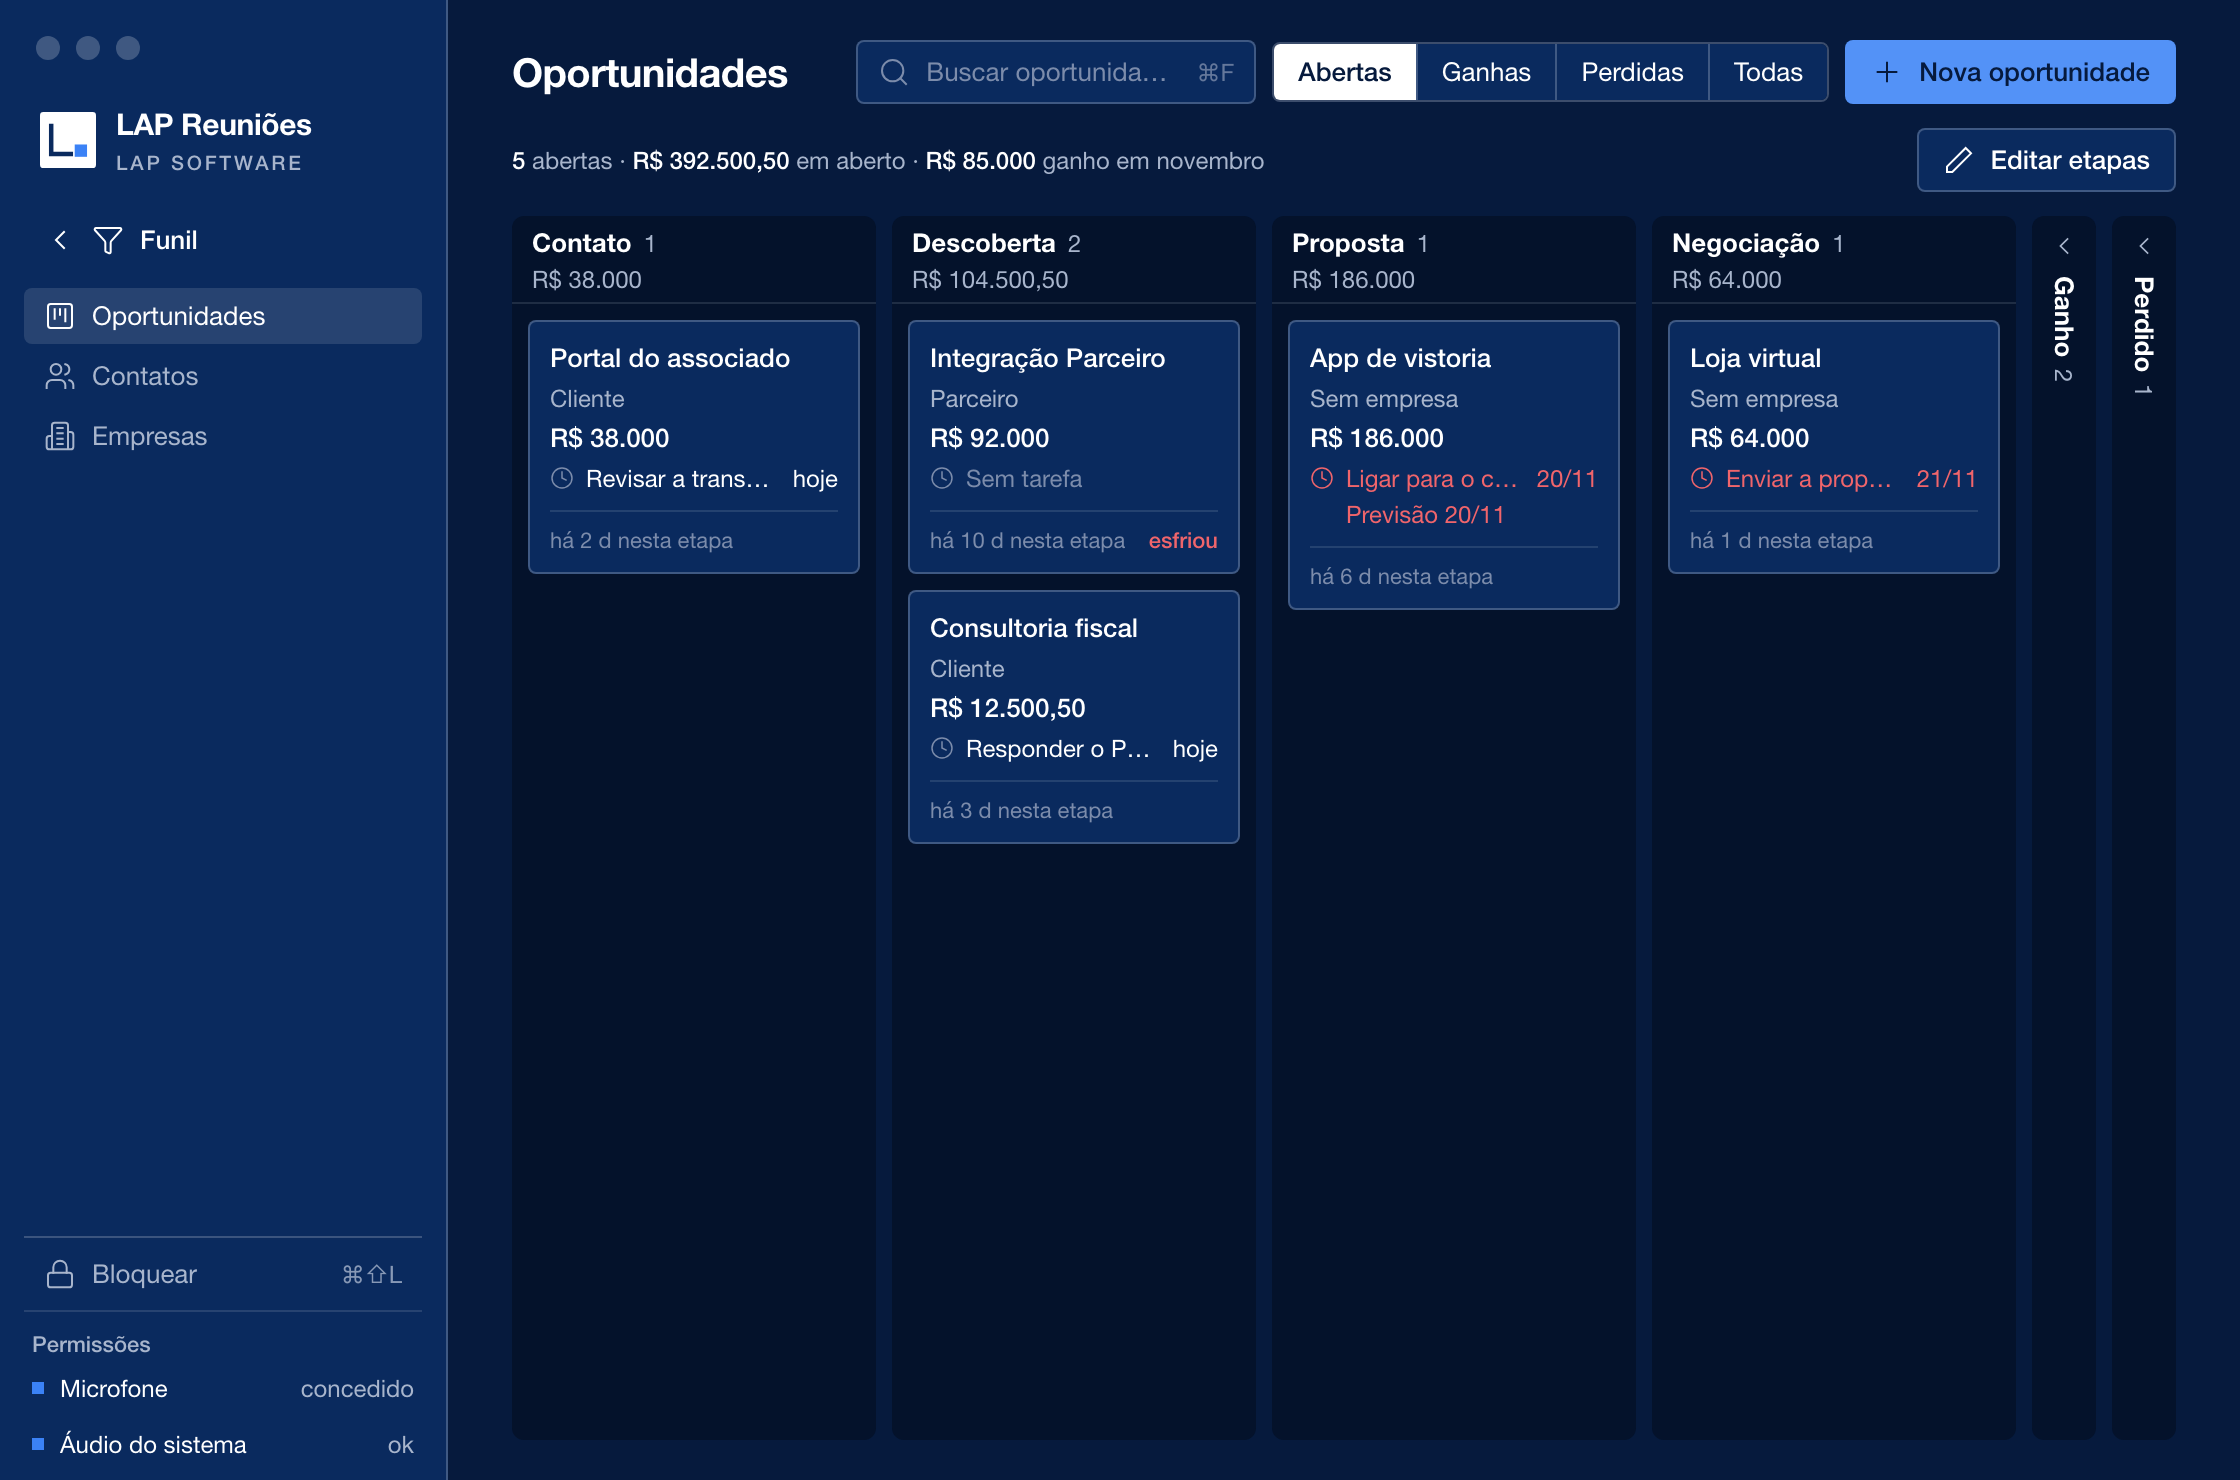 LAP Reuniões
LAP SOFTWARE
Funil
Oportunidades
Contatos
Empresas
Bloquear ⌘⇧L
Permissões
Microfone concedido
Áudio do sistema ok
Oportunidades
Buscar oportunida… ⌘F
Abertas Ganhas Perdidas Todas
Nova oportunidade
5 abertas · R$ 392.500,50 em aberto · R$ 85.000 ganho em novembro
Editar etapas
Contato 1
R$ 38.000
Portal do associado
Cliente
R$ 38.000
Revisar a trans… hoje
há 2 d nesta etapa
Descoberta 2
R$ 104.500,50
Integração Parceiro
Parceiro
R$ 92.000
Sem tarefa
há 10 d nesta etapa esfriou
Consultoria fiscal
Cliente
R$ 12.500,50
Responder o P… hoje
há 3 d nesta etapa
Proposta 1
R$ 186.000
App de vistoria
Sem empresa
R$ 186.000
Ligar para o c… 20/11
Previsão 20/11
há 6 d nesta etapa
Negociação 1
R$ 64.000
Loja virtual
Sem empresa
R$ 64.000
Enviar a prop… 21/11
há 1 d nesta etapa
Ganho 2
Perdido 1